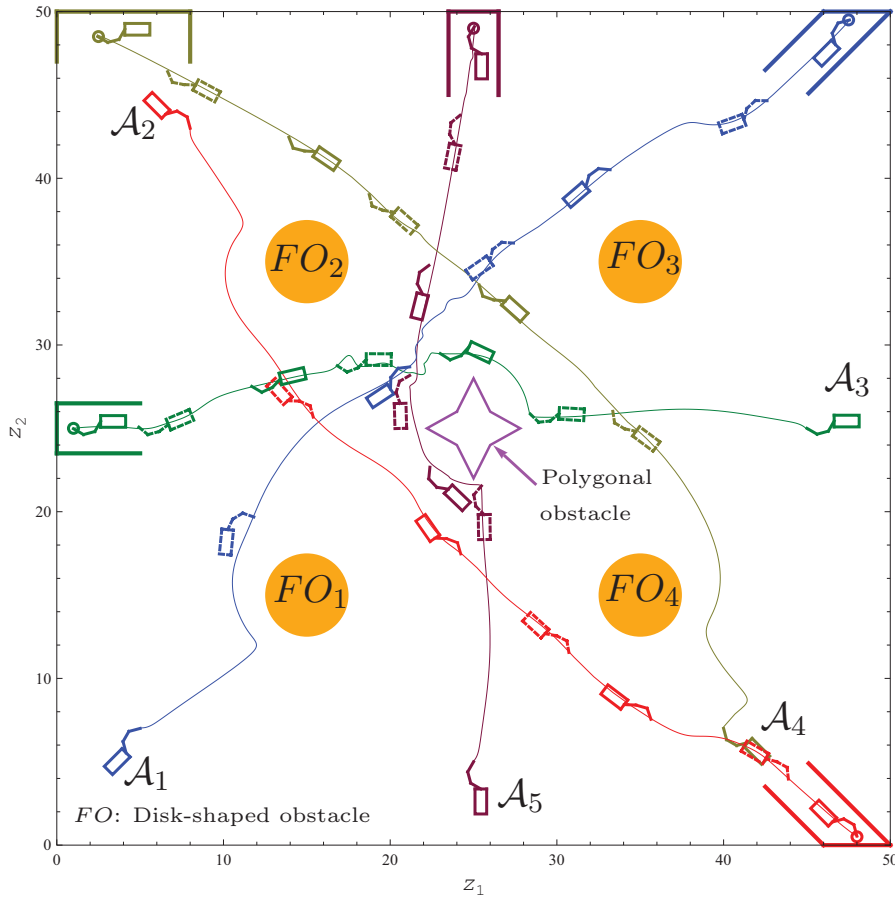 50
40
30
20
10
0
z₂
0
10
20
30
40
50
z₁
A₂
FO₂
FO₃
A₃
Polygonal
obstacle
FO₁
FO₄
A₄
A₁
A₅
FO: Disk-shaped obstacle